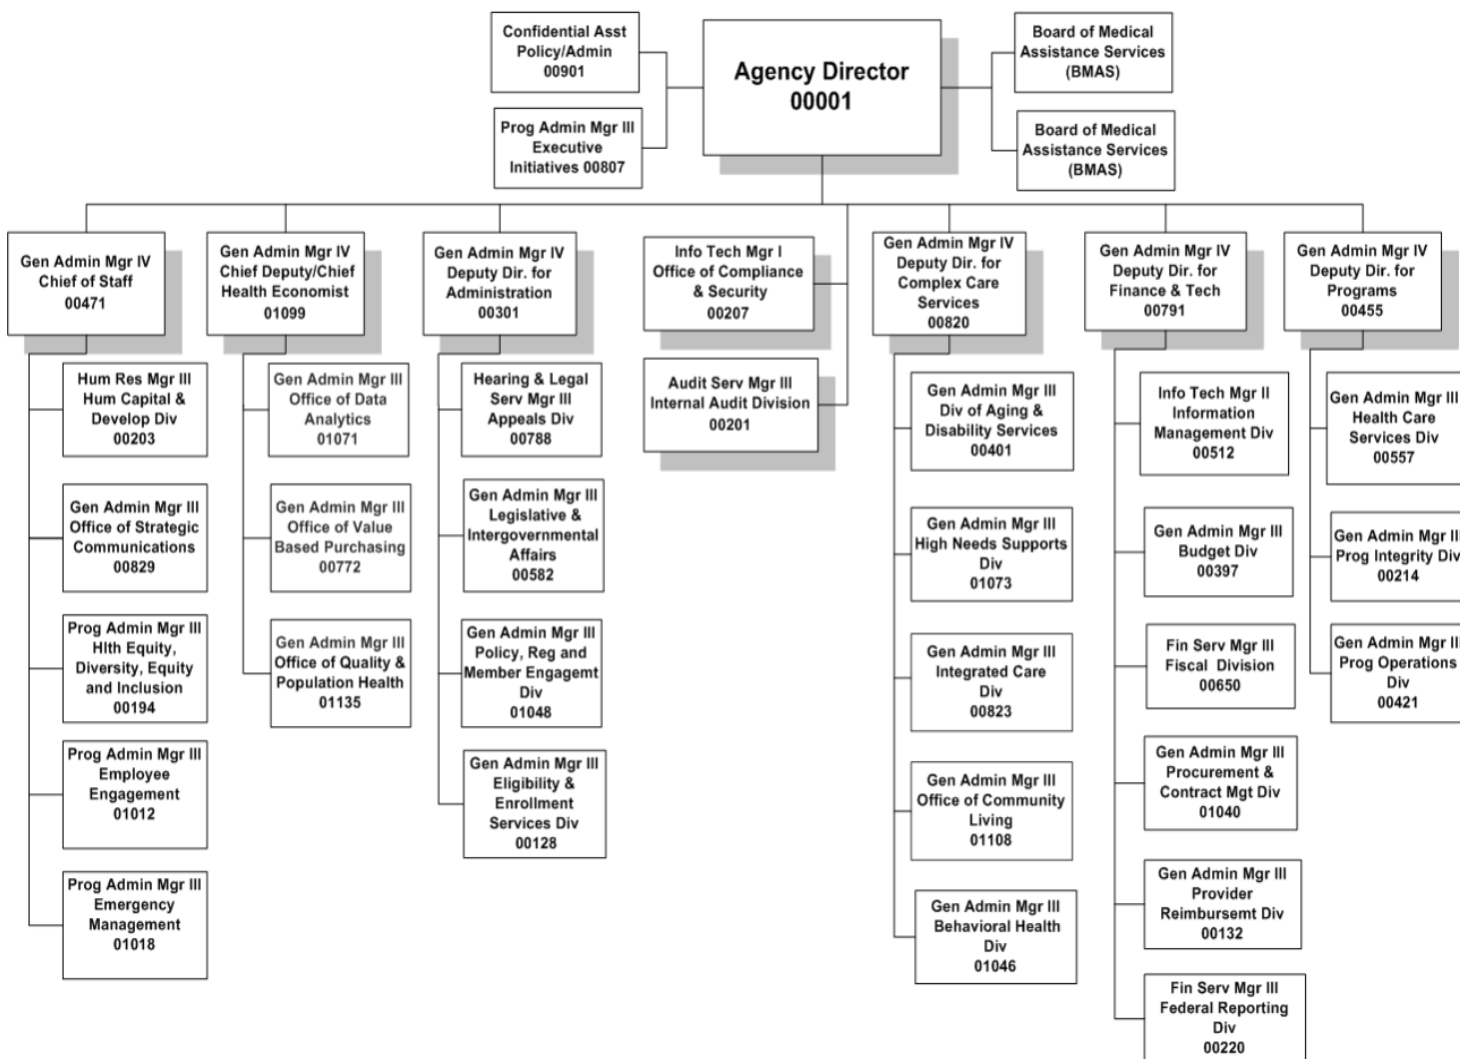 Confidential Asst
Policy/Admin
00901
Prog Admin Mgr III
Executive
Initiatives 00807
Agency Director
00001
Board of Medical
Assistance Services
(BMAS)
Board of Medical
Assistance Services
(BMAS)
Gen Admin Mgr IV
Chief of Staff
00471
Hum Res Mgr III
Hum Capital &
Develop Div
00203
Gen Admin Mgr III
Office of Strategic
Communications
00829
Prog Admin Mgr III
Hlth Equity,
Diversity, Equity
and Inclusion
00194
Prog Admin Mgr III
Employee
Engagement
01012
Prog Admin Mgr III
Emergency
Management
01018
Gen Admin Mgr IV
Chief Deputy/Chief
Health Economist
01099
Gen Admin Mgr III
Office of Data
Analytics
01071
Gen Admin Mgr III
Office of Value
Based Purchasing
00772
Gen Admin Mgr III
Office of Quality &
Population Health
01135
Gen Admin Mgr IV
Deputy Dir. for
Administration
00301
Hearing & Legal
Serv Mgr III
Appeals Div
00788
Gen Admin Mgr III
Legislative &
Intergovernmental
Affairs
00582
Gen Admin Mgr III
Policy, Reg and
Member Engagemt
Div
01048
Gen Admin Mgr III
Eligibility &
Enrollment
Services Div
00128
Info Tech Mgr I
Office of Compliance
& Security
00207
Audit Serv Mgr III
Internal Audit Division
00201
Gen Admin Mgr IV
Deputy Dir. for
Complex Care
Services
00820
Gen Admin Mgr III
Div of Aging &
Disability Services
00401
Gen Admin Mgr III
High Needs Supports
Div
01073
Gen Admin Mgr III
Integrated Care
Div
00823
Gen Admin Mgr III
Office of Community
Living
01108
Gen Admin Mgr III
Behavioral Health
Div
01046
Gen Admin Mgr IV
Deputy Dir. for
Finance & Tech
00791
Info Tech Mgr II
Information
Management Div
00512
Gen Admin Mgr III
Budget Div
00397
Fin Serv Mgr III
Fiscal Division
00650
Gen Admin Mgr III
Procurement &
Contract Mgt Div
01040
Gen Admin Mgr III
Provider
Reimbursemt Div
00132
Fin Serv Mgr III
Federal Reporting
Div
00220
Gen Admin Mgr IV
Deputy Dir. for
Programs
00455
Gen Admin Mgr III
Health Care
Services Div
00557
Gen Admin Mgr III
Prog Integrity Div
00214
Gen Admin Mgr III
Prog Operations
Div
00421